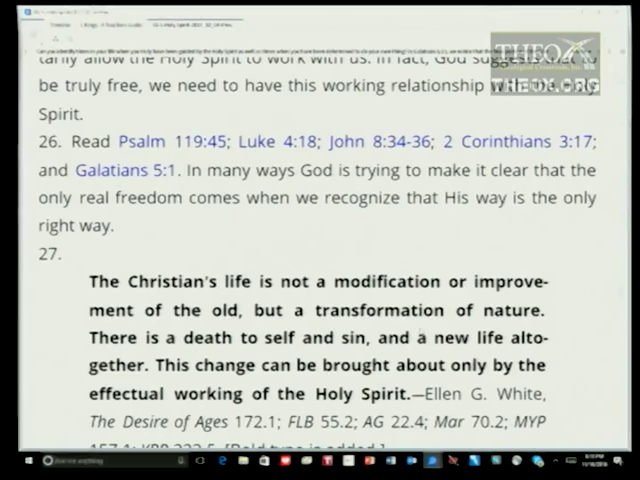 tarily allow the Holy Spirit to work with us. In fact, God suggests that to
be truly free, we need to have this working relationship with the Holy
Spirit.
THEOX
THEOX.ORG
26. Read Psalm 119:45; Luke 4:18; John 8:34-36; 2 Corinthians 3:17;
and Galatians 5:1. In many ways God is trying to make it clear that the
only real freedom comes when we recognize that His way is the only
right way.
27.
The Christian's life is not a modification or improve-
ment of the old, but a transformation of nature.
There is a death to self and sin, and a new life alto-
gether. This change can be brought about only by the
effectual working of the Holy Spirit.—Ellen G. White,
The Desire of Ages 172.1; FLB 55.2; AG 22.4; Mar 70.2; MYP
[Bold type is added.]